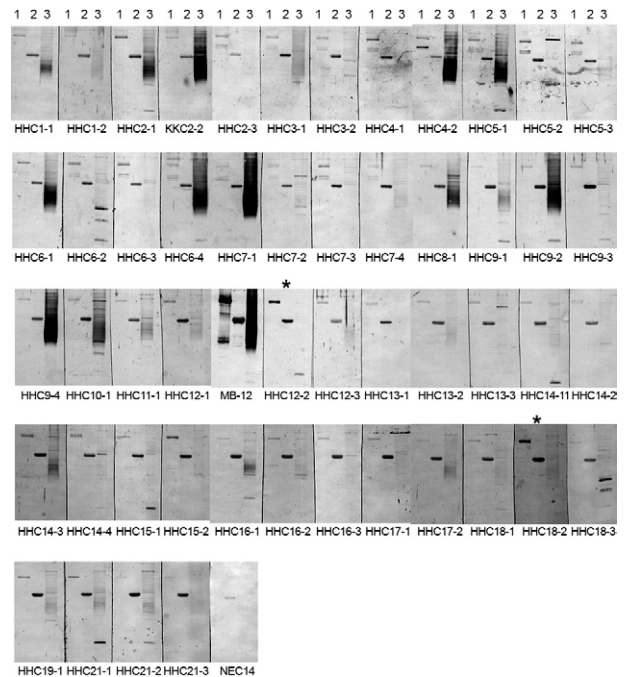 1 2 3 1 2 3 1 2 3 1 2 3 1 2 3 1 2 3 1 2 3 1 2 3 1 2 3 1 2 3 1 2 3 1 2 3
HHC1-1 HHC1-2 HHC2-1 KKC2-2 HHC2-3 HHC3-1 HHC3-2 HHC4-1 HHC4-2 HHC5-1 HHC5-2 HHC5-3
HHC6-1 HHC6-2 HHC6-3 HHC6-4 HHC7-1 HHC7-2 HHC7-3 HHC7-4 HHC8-1 HHC9-1 HHC9-2 HHC9-3
*
HHC9-4 HHC10-1 HHC11-1 HHC12-1 MB-12 HHC12-2 HHC12-3 HHC13-1 HHC13-2 HHC13-3 HHC14-11 HHC14-2
*
HHC14-3 HHC14-4 HHC15-1 HHC15-2 HHC16-1 HHC16-2 HHC16-3 HHC17-1 HHC17-2 HHC18-1 HHC18-2 HHC18-3
HHC19-1 HHC21-1 HHC21-2 HHC21-3 NEC14